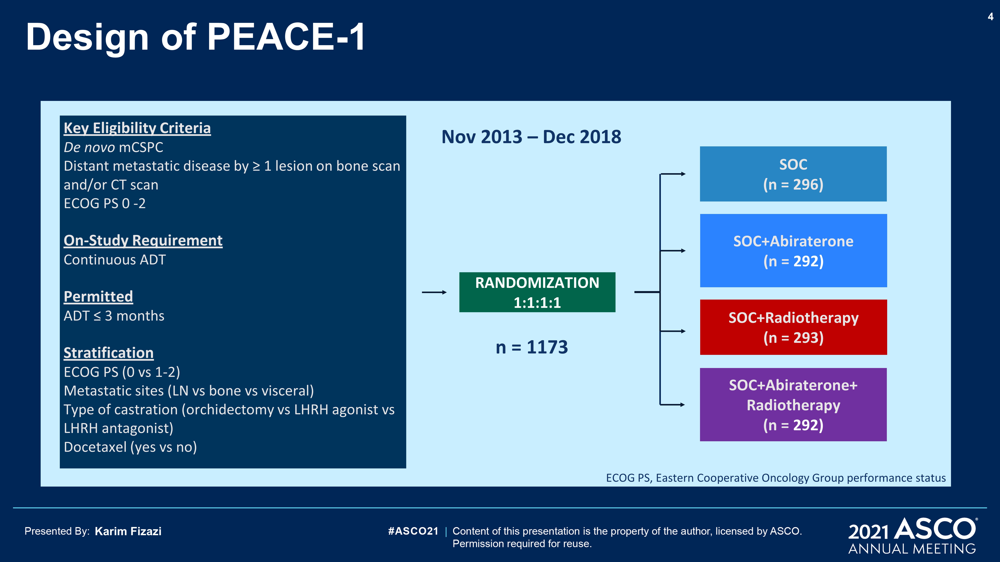 4
Design of PEACE-1
Key Eligibility Criteria
De novo mCSPC
Distant metastatic disease by ≥ 1 lesion on bone scan
and/or CT scan
ECOG PS 0 -2
On-Study Requirement
Continuous ADT
Permitted
ADT ≤ 3 months
Stratification
ECOG PS (0 vs 1-2)
Metastatic sites (LN vs bone vs visceral)
Type of castration (orchidectomy vs LHRH agonist vs
LHRH antagonist)
Docetaxel (yes vs no)
Nov 2013 – Dec 2018
RANDOMIZATION
1:1:1:1
n = 1173
SOC
(n = 296)
SOC+Abiraterone
(n = 292)
SOC+Radiotherapy
(n = 293)
SOC+Abiraterone+
Radiotherapy
(n = 292)
ECOG PS, Eastern Cooperative Oncology Group performance status
Presented By: Karim Fizazi
#ASCO21 | Content of this presentation is the property of the author, licensed by ASCO.
Permission required for reuse.
2021 ASCO®
ANNUAL MEETING